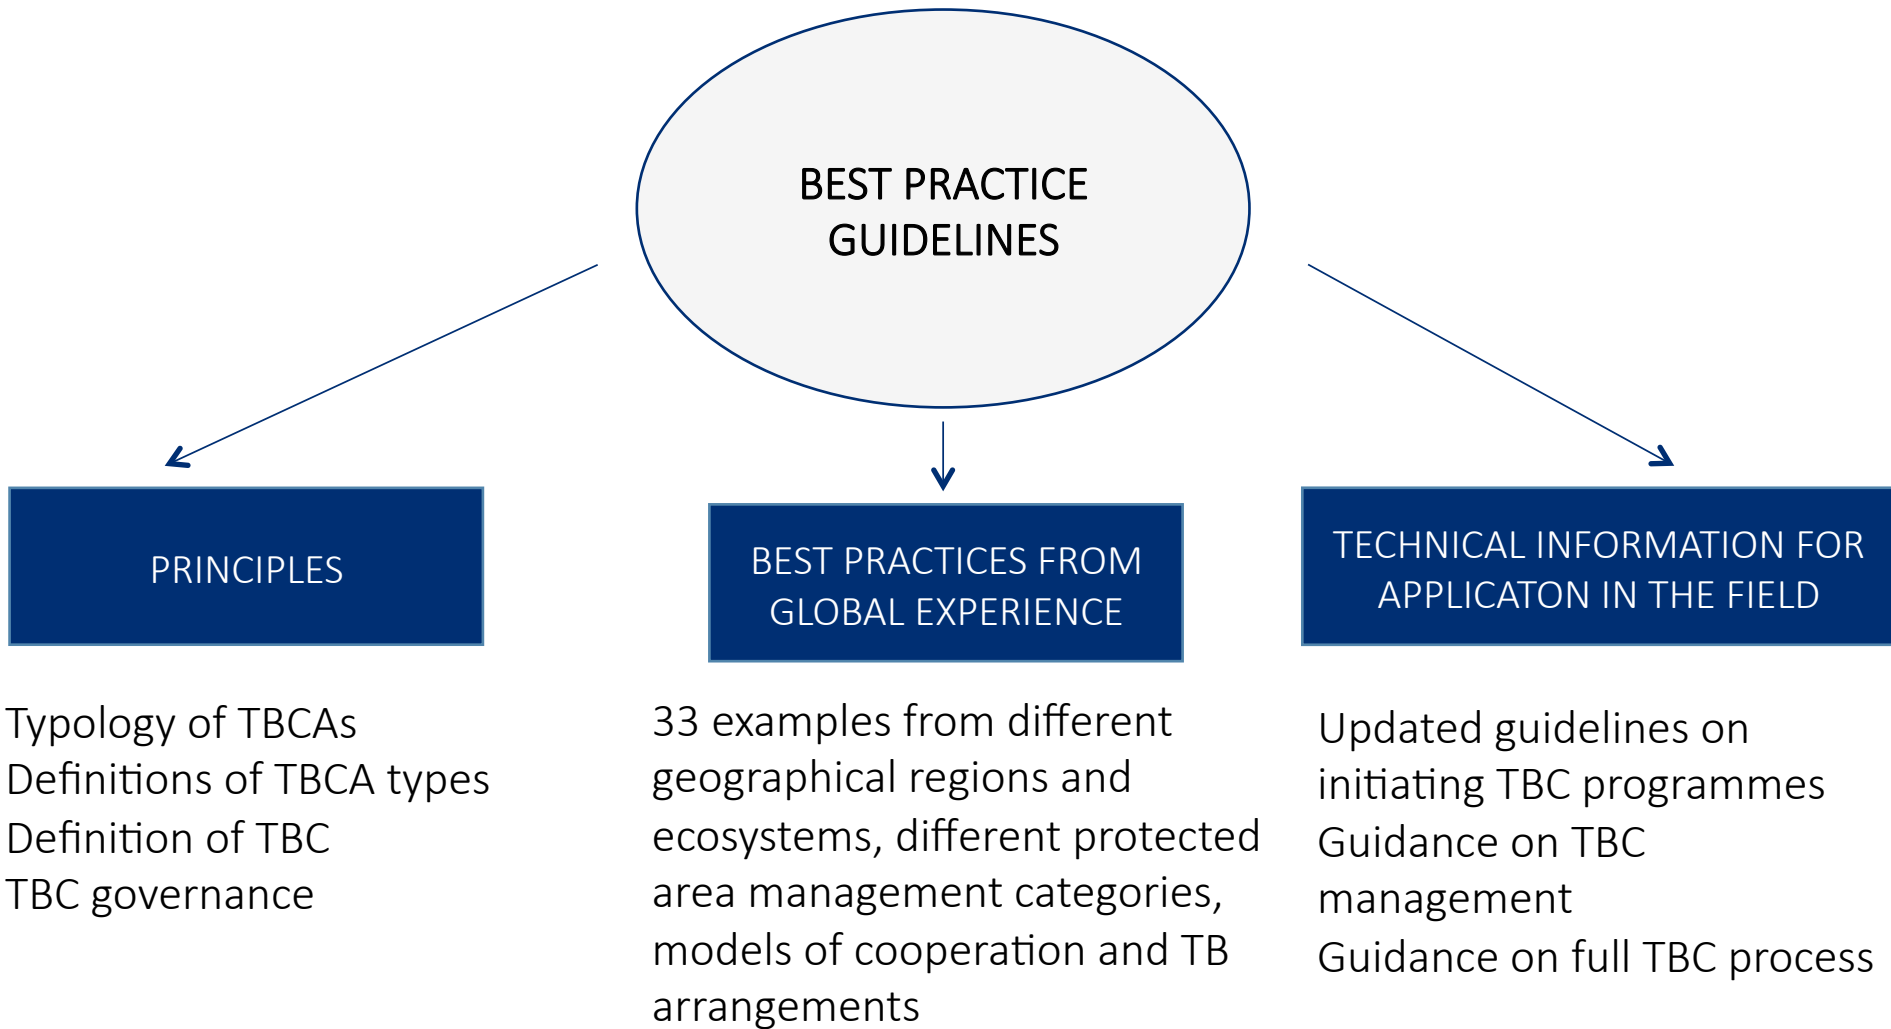 BEST PRACTICE
GUIDELINES
PRINCIPLES
BEST PRACTICES FROM
GLOBAL EXPERIENCE
TECHNICAL INFORMATION FOR
APPLICATON IN THE FIELD
Typology of TBCAs
Definitions of TBCA types
Definition of TBC
TBC governance
33 examples from different
geographical regions and
ecosystems, different protected
area management categories,
models of cooperation and TB
arrangements
Updated guidelines on
initiating TBC programmes
Guidance on TBC
management
Guidance on full TBC process